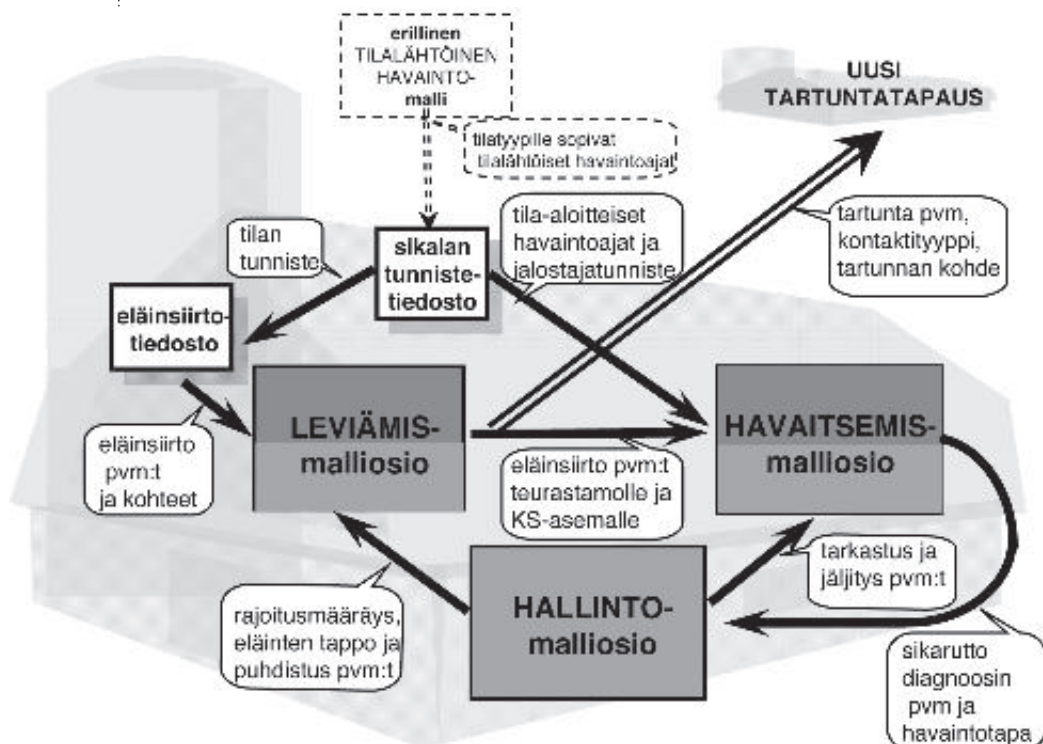 erillinen
TILALÄHTÖINEN
HAVAINTO-
malli
UUSI
TARTUNTATAPAUS
tilatyypille sopivat
tilalähtöiset havaintoajat
tilan
tunniste
sikalan
tunniste-
tiedosto
tila-aloitteiset
havaintoajat ja
jalostajatunniste
tartunta pvm,
kontaktityyppi,
tartunnan kohde
eläinsiirto-
tiedosto
LEVIÄMIS-
malliosio
HAVAITSEMIS-
malliosio
eläinsiirto
pvm:t
ja kohteet
eläinsiirto pvm:t
teurastamolle ja
KS-asemalle
tarkastus ja
jäljitys pvm:t
HALLINTO-
malliosio
rajoitusmääräys,
eläinten tappo ja
puhdistus pvm:t
sikarutto
diagnoosin
pvm ja
havaintotapa